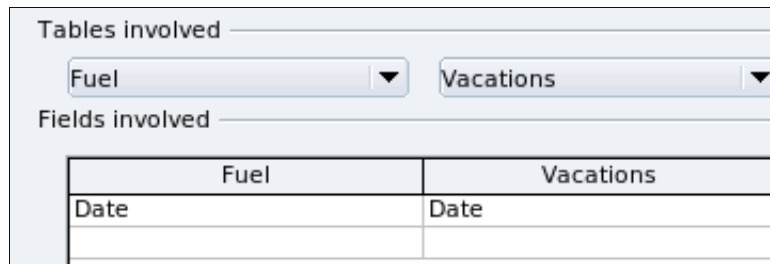 Tables involved
Fuel Vacations
Fields involved
Fuel Vacations
Date Date